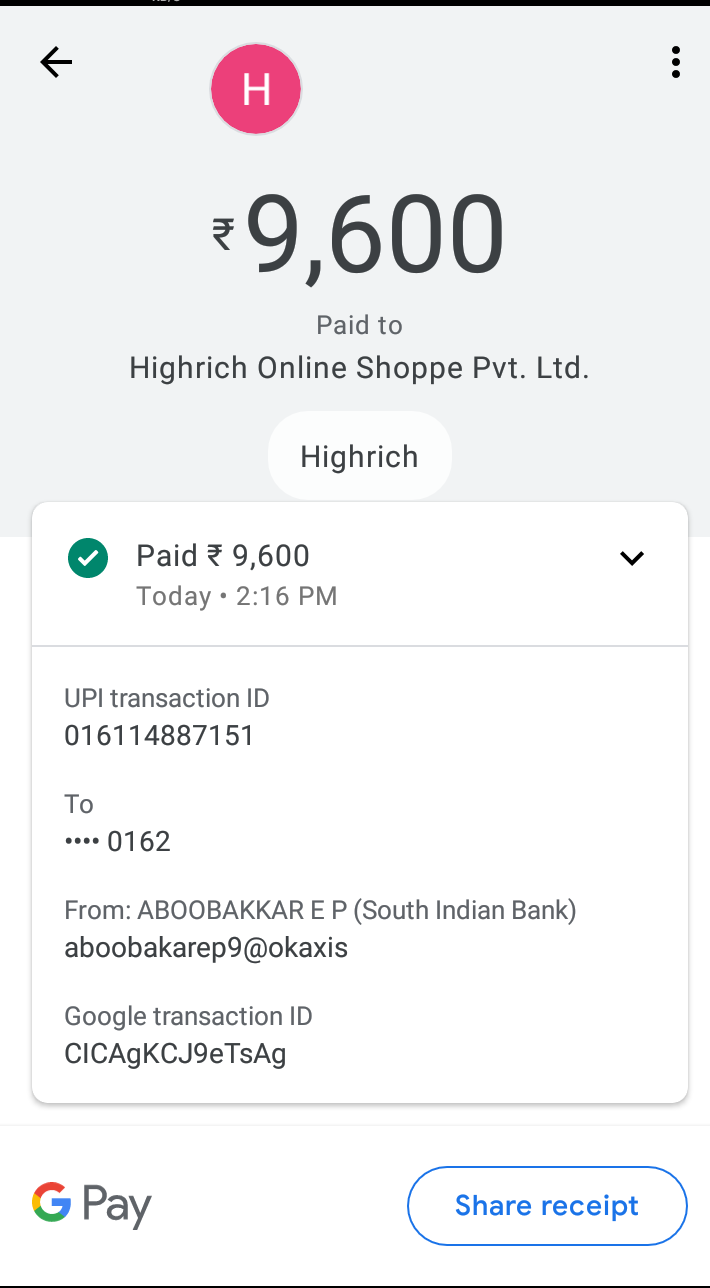 H
₹9,600
Paid to
Highrich Online Shoppe Pvt. Ltd.
Highrich
Paid ₹ 9,600
Today • 2:16 PM
UPI transaction ID
016114887151
To
•••• 0162
From: ABOOBAKKAR E P (South Indian Bank)
aboobakarep9@okaxis
Google transaction ID
CICAgKCJ9eTsAg
G Pay
Share receipt